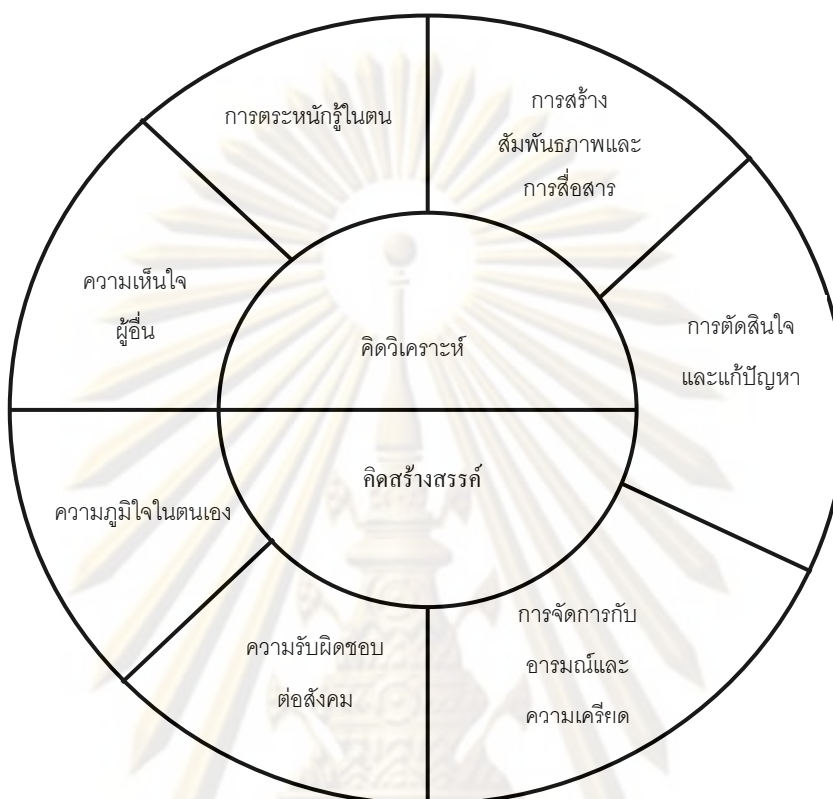 การตระหนักรู้ในตน
การสร้าง
สัมพันธภาพและ
การสื่อสาร
ความเห็นใจ
ผู้อื่น
การตัดสินใจ
และแก้ปัญหา
คิดวิเคราะห์
คิดสร้างสรรค์
ความภูมิใจในตนเอง
ความรับผิดชอบ
ต่อสังคม
การจัดการกับ
อารมณ์และ
ความเครียด